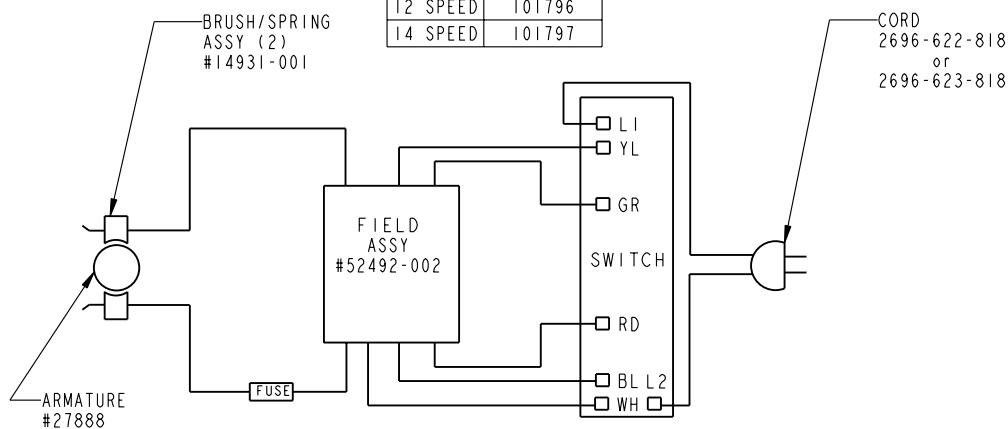 12 SPEED 101796
14 SPEED 101797
BRUSH/SPRING
ASSY (2)
#14931-001
CORD
2696-622-818
or
2696-623-818
L1
YL
GR
FIELD
ASSY
#52492-002
SWITCH
RD
BL L2
WH
FUSE
ARMATURE
#27888